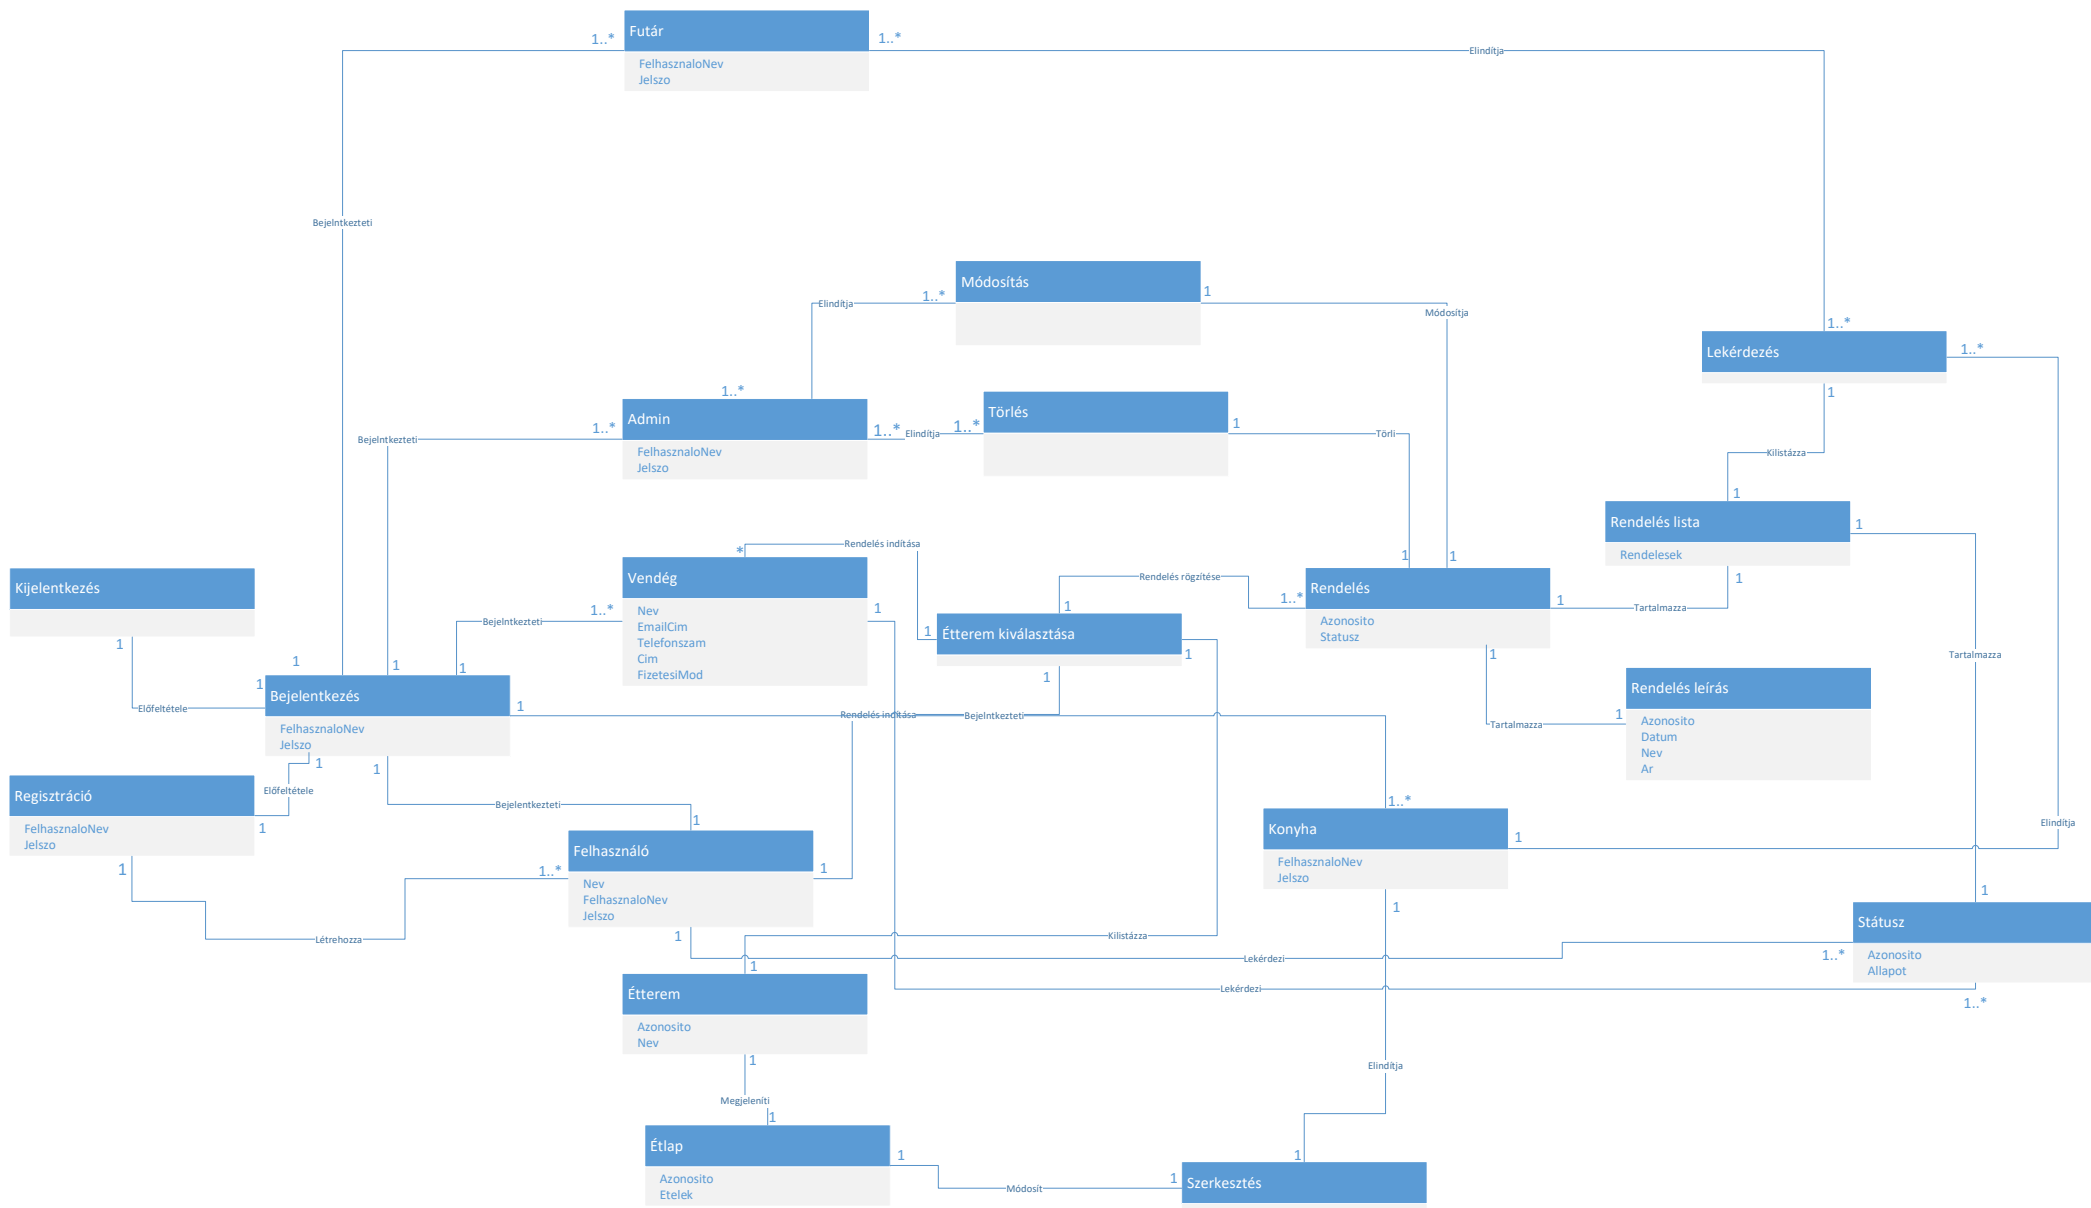 Futár
FelhasznaloNev
Jelszo
1..*
1..*
Elindítja
Bejelntkezteti
Módosítás
1..*
1
Elindítja
Módosítja
1..*
Lekérdezés
1..*
1
Admin
FelhasznaloNev
Jelszo
1..*
1..*
1..*
Bejelntkezteti
Elindítja
1..*
Törlés
1
Törli
Kilistázza
1
Rendelés lista
Rendelesek
1
1
Tartalmazza
Kijelentkezés
1
Előfeltétele
Vendég
Nev
EmailCim
Telefonszam
Cim
FizetesiMod
*
1..*
1
Rendelés indítása
Bejelntkezteti
Étterem kiválasztása
1
1
1
1
Rendelés rögzítése
Rendelés
Azonosito
Statusz
1
1
1..*
1
1
Tartalmazza
Tartalmazza
Rendelés leírás
Azonosito
Datum
Nev
Ar
1
Bejelentkezés
FelhasznaloNev
Jelszo
1
1
1
1
1
1
1
Rendelés indítása
Bejelntkezteti
Előfeltétele
Regisztráció
FelhasznaloNev
Jelszo
1
1
Bejelentkezteti
Létrehozza
Felhasználó
Nev
FelhasznaloNev
Jelszo
1
1..*
1
1
Konyha
FelhasznaloNev
Jelszo
1..*
1
1
Elindítja
Státusz
Azonosito
Allapot
1
1..*
1..*
Kilistázza
Lekérdezi
Lekérdezi
Étterem
Azonosito
Nev
1
1
Megjeleníti
Elindítja
Étlap
Azonosito
Etelek
1
1
Módosít
Szerkesztés
1
1